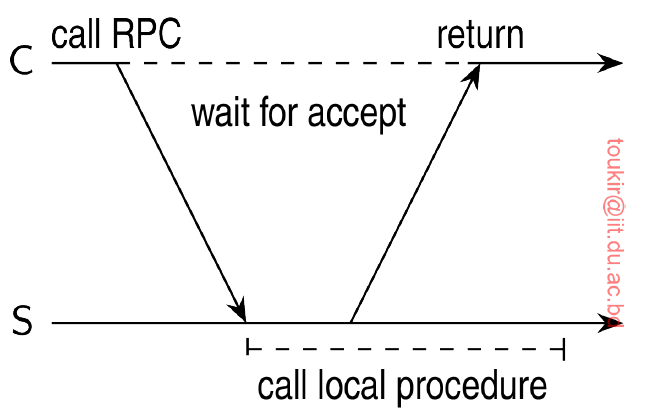 call RPC
return
C
wait for accept
S
call local procedure
toukir@iit.du.ac.bd